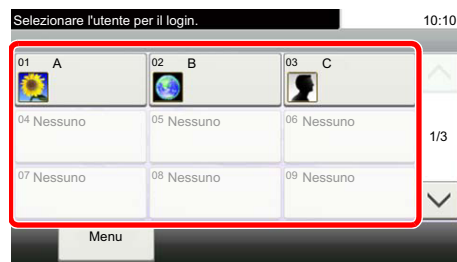 Selezionare l'utente per il login. 10:10
01 A 02 B 03 C
04 Nessuno 05 Nessuno 06 Nessuno
1/3
07 Nessuno 08 Nessuno 09 Nessuno
Menu